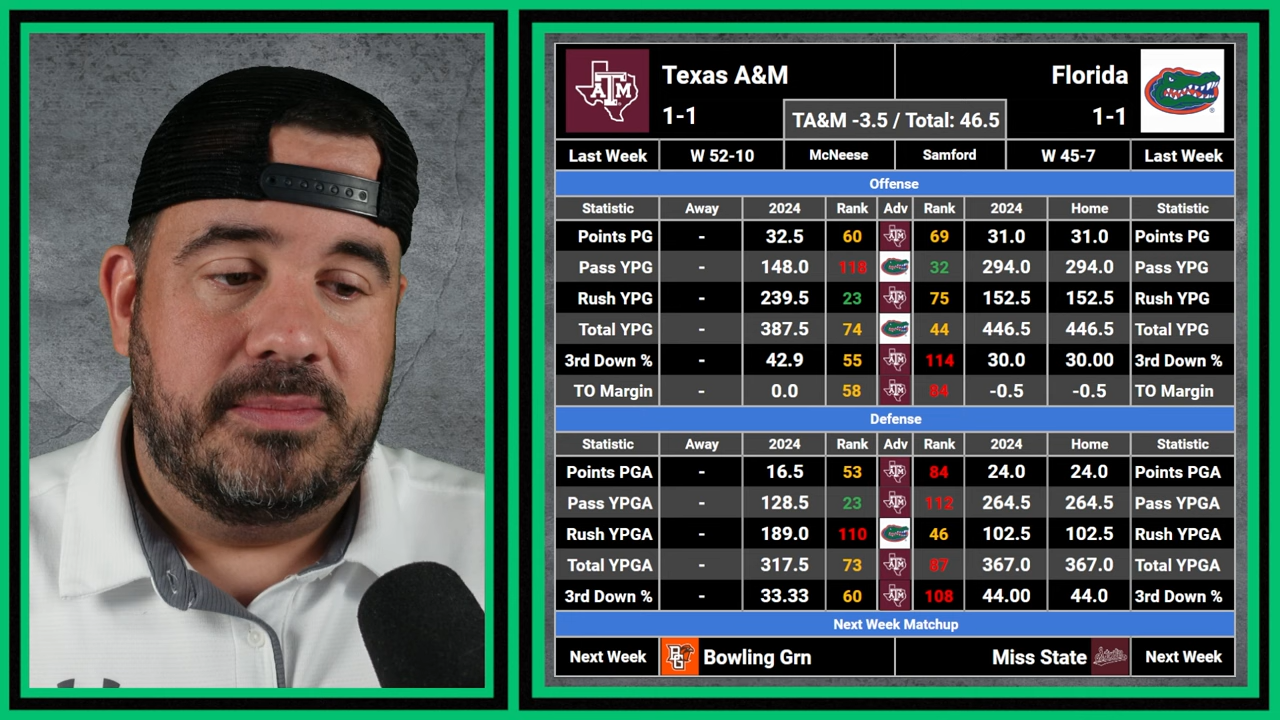 Texas A&M
Florida
1-1
TA&M -3.5 / Total: 46.5
1-1
Last Week W 52-10 McNeese Samford W 45-7 Last Week
Offense
Statistic Away 2024 Rank Adv Rank 2024 Home Statistic
Points PG - 32.5 60 69 31.0 31.0 Points PG
Pass YPG - 148.0 118 32 294.0 294.0 Pass YPG
Rush YPG - 239.5 23 75 152.5 152.5 Rush YPG
Total YPG - 387.5 74 44 446.5 446.5 Total YPG
3rd Down % - 42.9 55 114 30.0 30.00 3rd Down %
TO Margin - 0.0 58 84 -0.5 -0.5 TO Margin
Defense
Statistic Away 2024 Rank Adv Rank 2024 Home Statistic
Points PGA - 16.5 53 84 24.0 24.0 Points PGA
Pass YPGA - 128.5 23 112 264.5 264.5 Pass YPGA
Rush YPGA - 189.0 110 46 102.5 102.5 Rush YPGA
Total YPGA - 317.5 73 87 367.0 367.0 Total YPGA
3rd Down % - 33.33 60 108 44.00 44.0 3rd Down %
Next Week Matchup
Next Week Bowling Grn Miss State Next Week